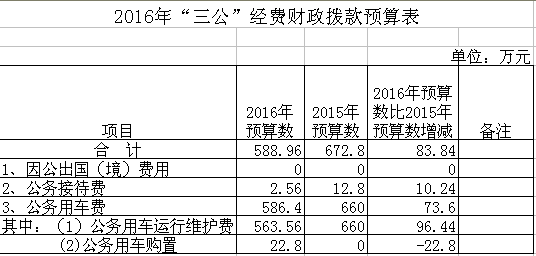 2016年“三公”经费财政拨款预算表
单位：万元
项目 2016年预算数 2015年预算数 2016年预算数比2015年预算数增减 备注
合 计 588.96 672.8 83.84
1、因公出国（境）费用 0 0 0
2、公务接待费 2.56 12.8 10.24
3、公务用车费 586.4 660 73.6
其中：（1）公务用车运行维护费 563.56 660 96.44
(2)公务用车购置 22.8 0 -22.8